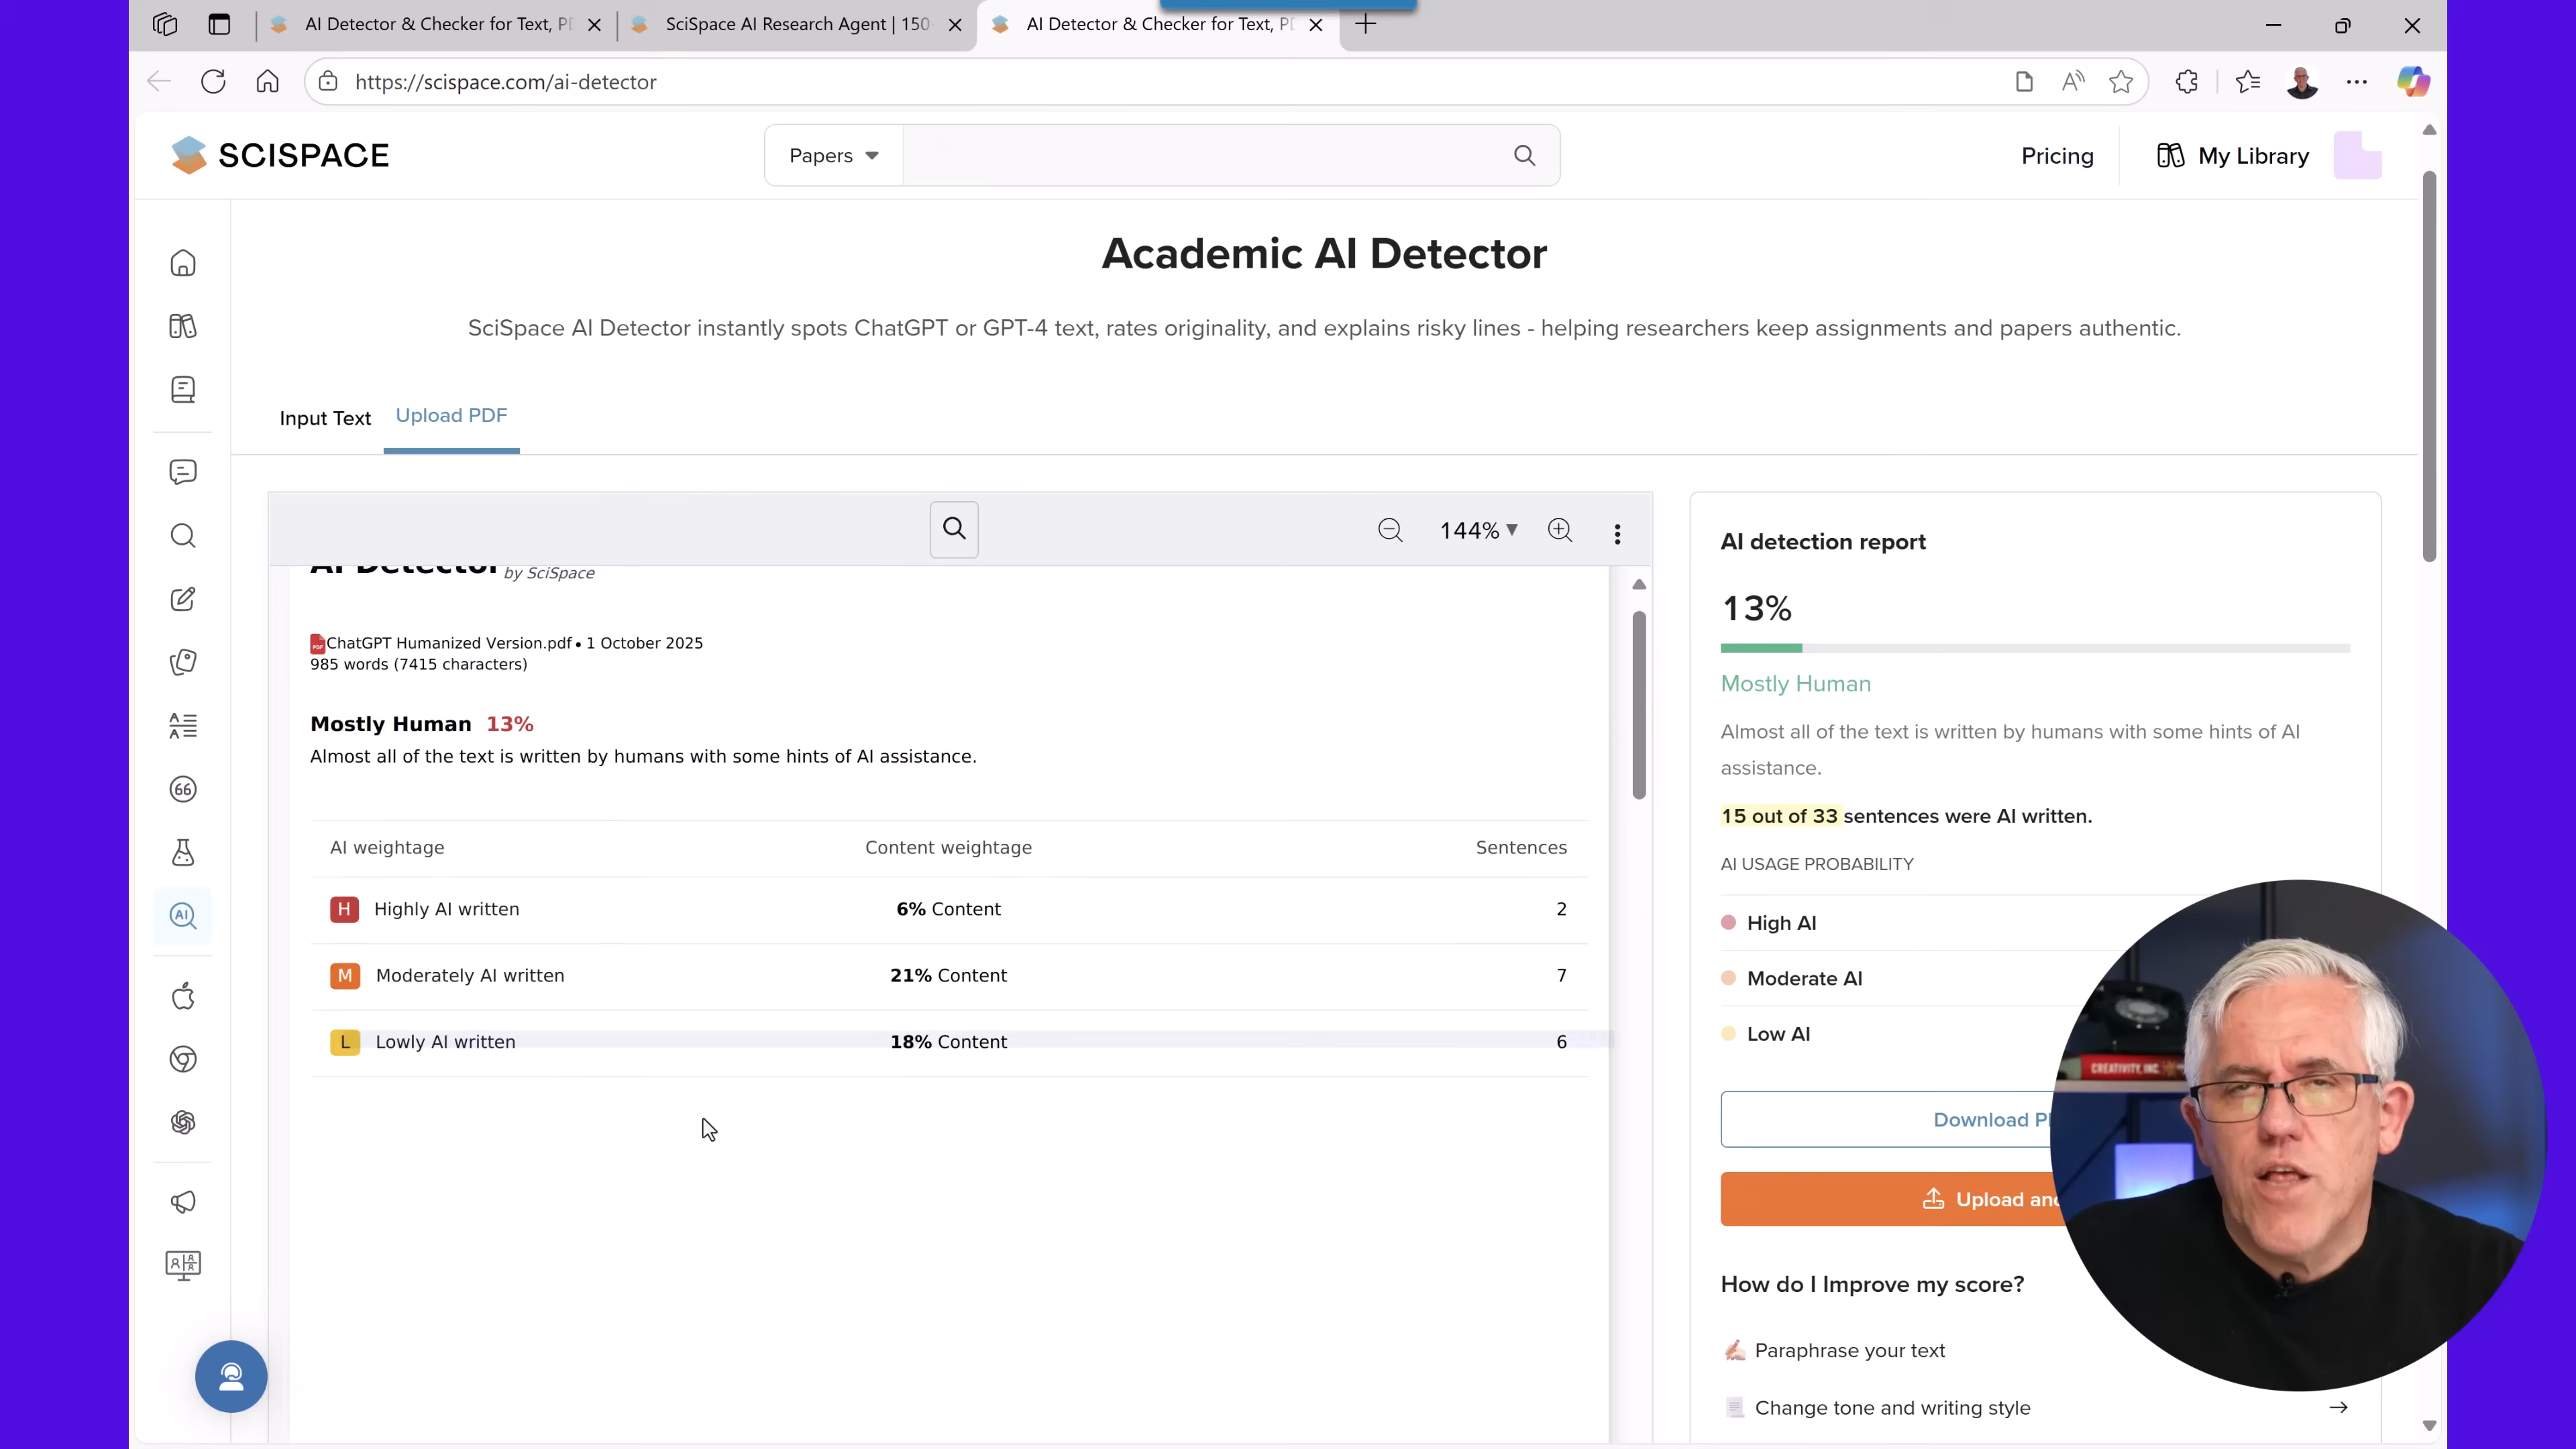 AI Detector & Checker for Text, P
SciSpace AI Research Agent | 150
AI Detector & Checker for Text, P
https://scispace.com/ai-detector
SCISPACE
Papers
Pricing
My Library
Academic AI Detector
SciSpace AI Detector instantly spots ChatGPT or GPT-4 text, rates originality, and explains risky lines - helping researchers keep assignments and papers authentic.
Input Text
Upload PDF
144%
AI Detector by SciSpace
ChatGPT Humanized Version.pdf • 1 October 2025
985 words (7415 characters)
Mostly Human 13%
Almost all of the text is written by humans with some hints of AI assistance.
AI weightage Content weightage Sentences
H Highly AI written 6% Content 2
M Moderately AI written 21% Content 7
L Lowly AI written 18% Content 6
AI detection report
13%
Mostly Human
Almost all of the text is written by humans with some hints of AI
assistance.
15 out of 33 sentences were AI written.
AI USAGE PROBABILITY
High AI
Moderate AI
Low AI
Download P
Upload and
How do I Improve my score?
Paraphrase your text
Change tone and writing style
CREATIVITY, INC.